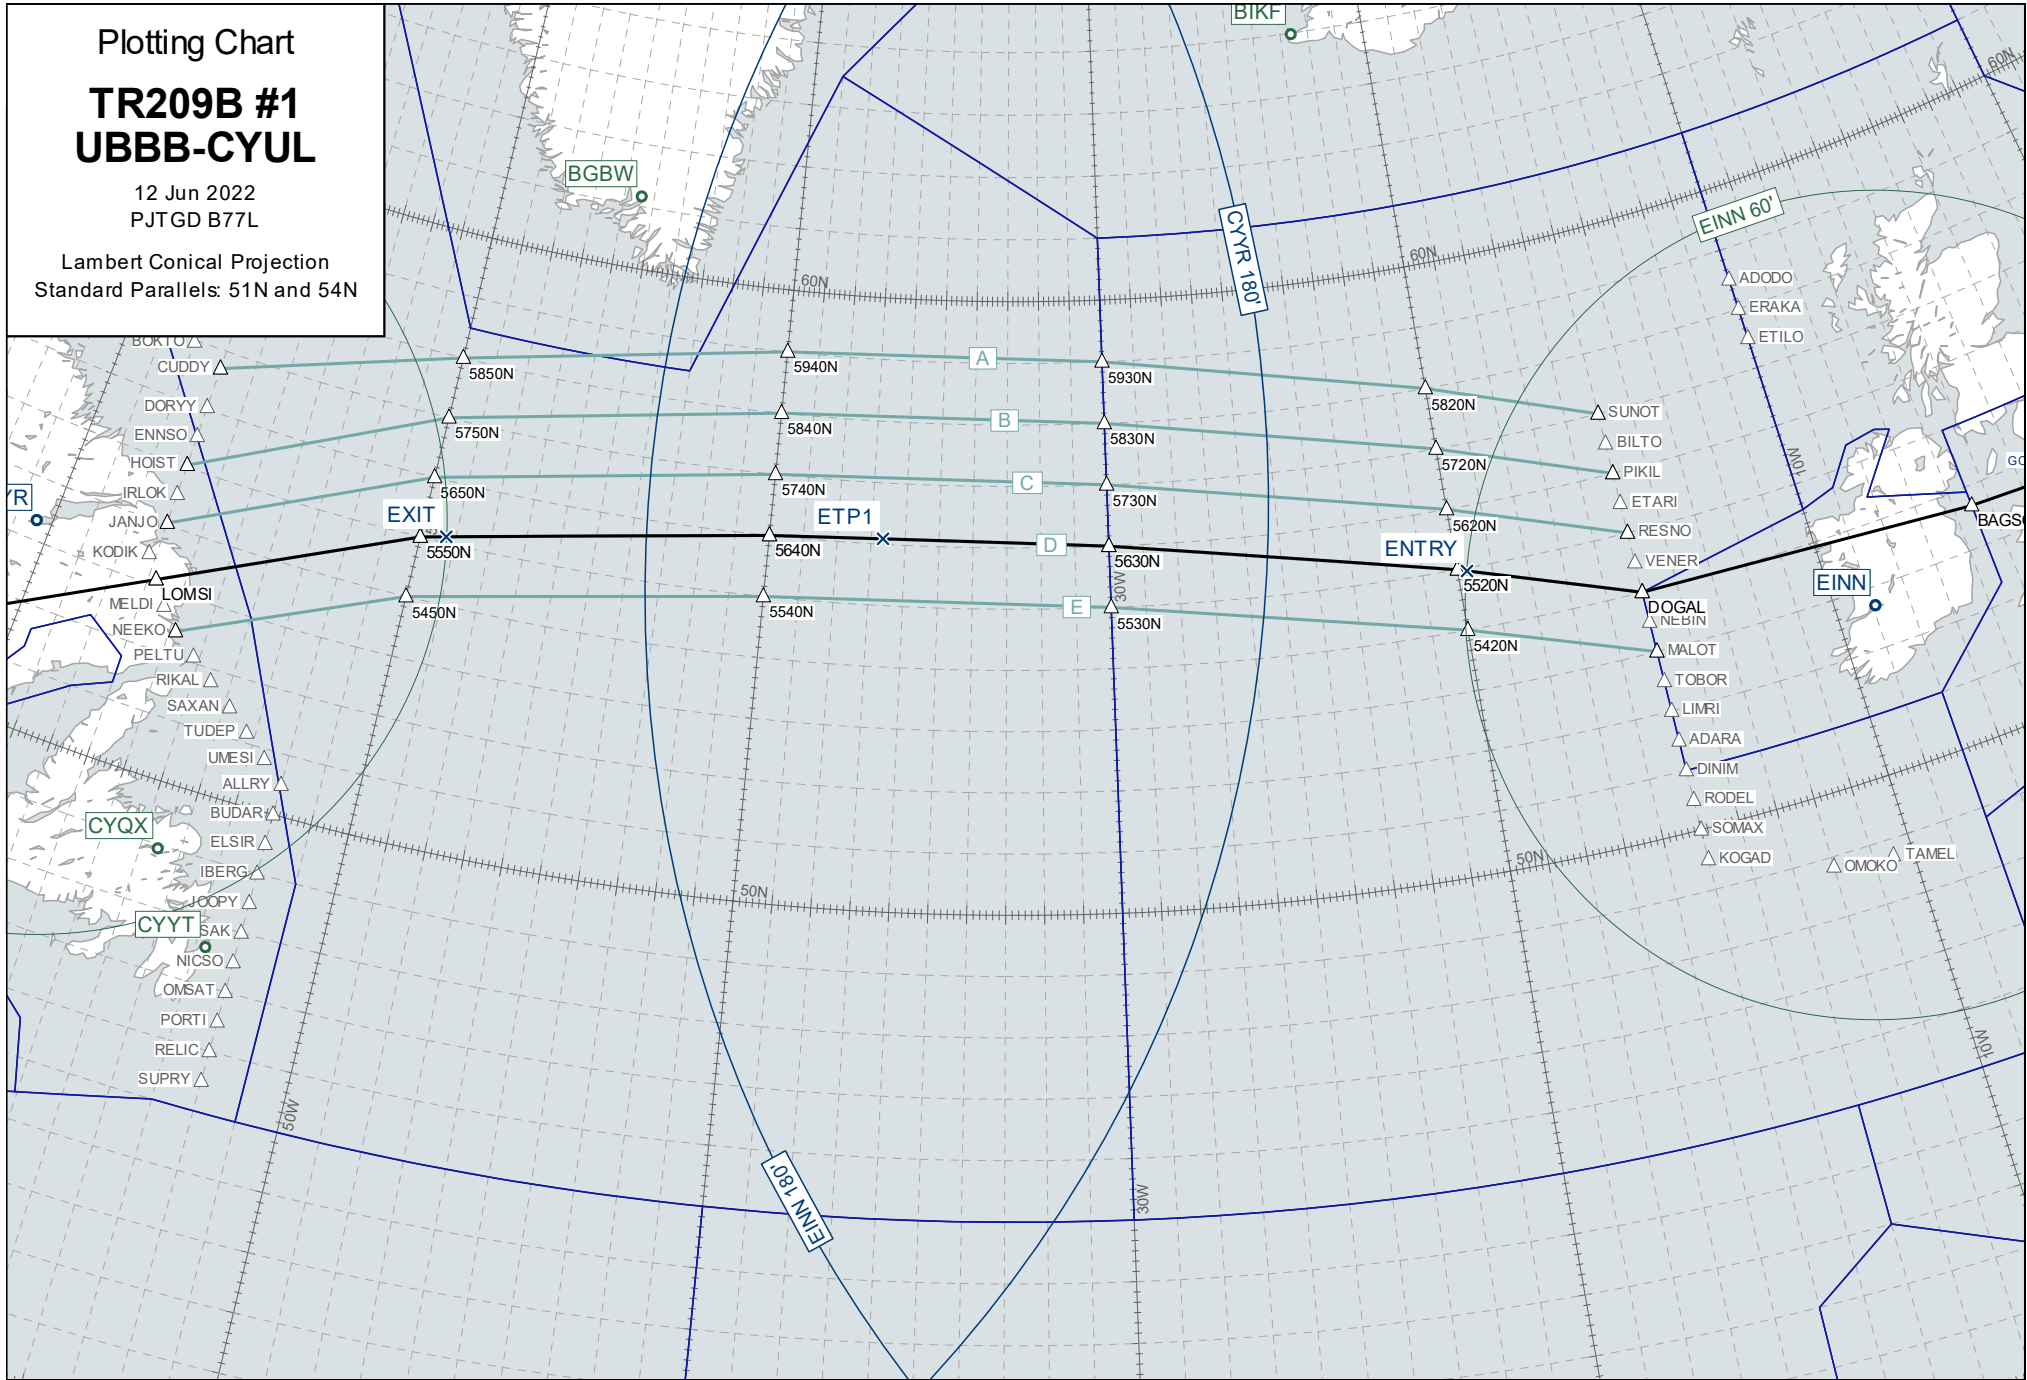 Plotting Chart
TR209B #1
UBBB-CYUL
12 Jun 2022
PJTGD B77L
Lambert Conical Projection
Standard Parallels: 51N and 54N
BIKF
60N
BGBW
CYYR 180'
EINN 60'
60N
60N
ADODO
ERAKA
ETILO
BOKTO
CUDDY
5850N
5940N
A
5930N
5820N
SUNOT
DORYY
ENNSO
5750N
5840N
B
5830N
5720N
BILTO
HOIST
PIKIL
10W
GO
YR
IRLOK
5650N
5740N
C
5730N
5620N
ETARI
JANJO
EXIT
ETP1
RESNO
BAGSO
KODIK
5550N
5640N
D
5630N
ENTRY
VENER
LOMSI
5520N
EINN
MELDI
30W
DOGAL
NEEKO
5450N
5540N
E
5530N
NEBIN
PELTU
5420N
MALOT
RIKAL
TOBOR
SAXAN
LIMRI
TUDEP
ADARA
UMESI
DINIM
ALLRY
RODEL
BUDAR
CYQX
SOMAX
ELSIR
50N
KOGAD
TAMEL
OMOKO
IBERG
50N
JOOPY
CYYT
SAK
NICSO
OMSAT
PORTI
10W
RELIC
SUPRY
50W
EINN 180'
30W